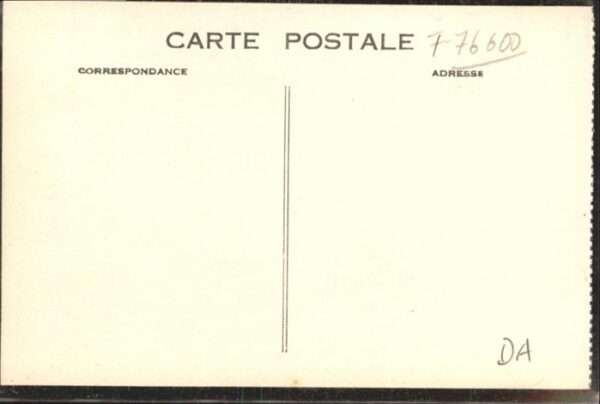 CARTE POSTALE F-76600
CORRESPONDANCE
ADRESSE
DA